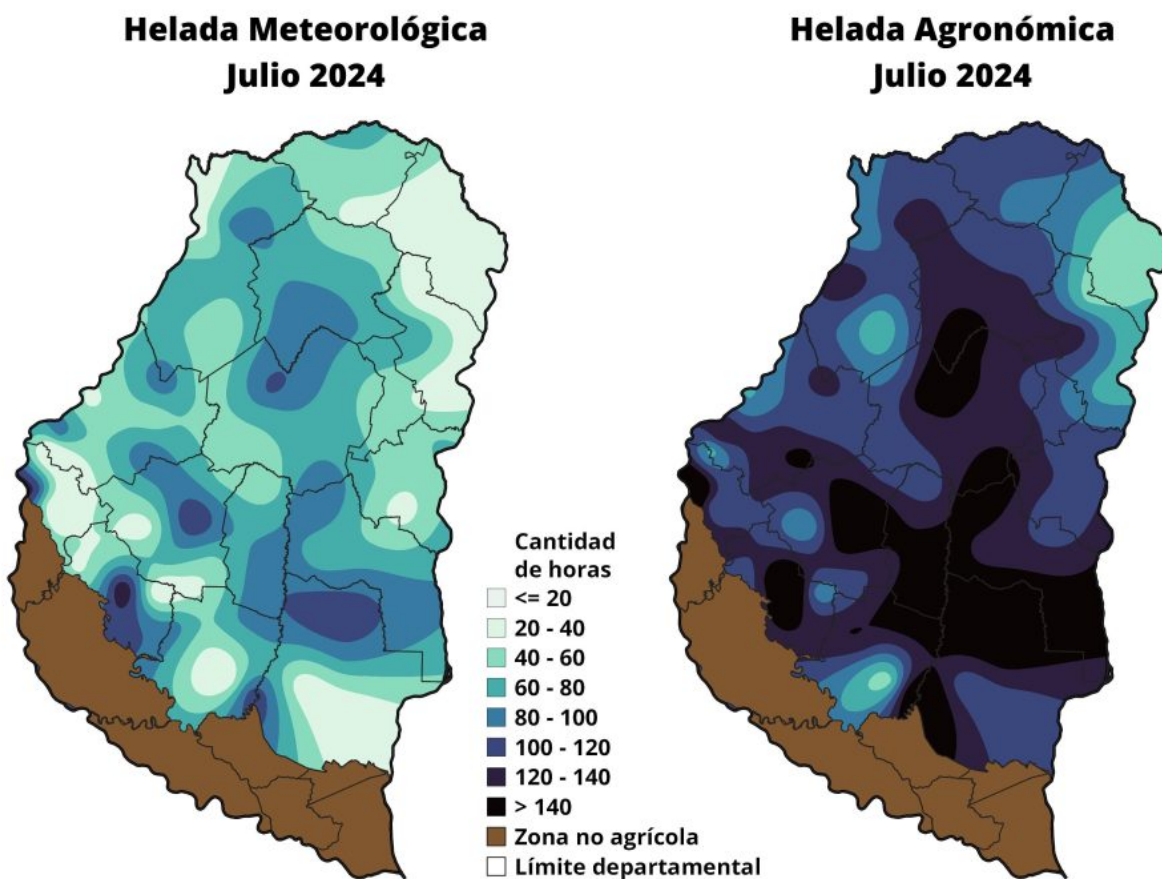 Helada Meteorológica
Julio 2024
Helada Agronómica
Julio 2024
Cantidad
de horas
<= 20
20 - 40
40 - 60
60 - 80
80 - 100
100 - 120
120 - 140
> 140
Zona no agrícola
Límite departamental